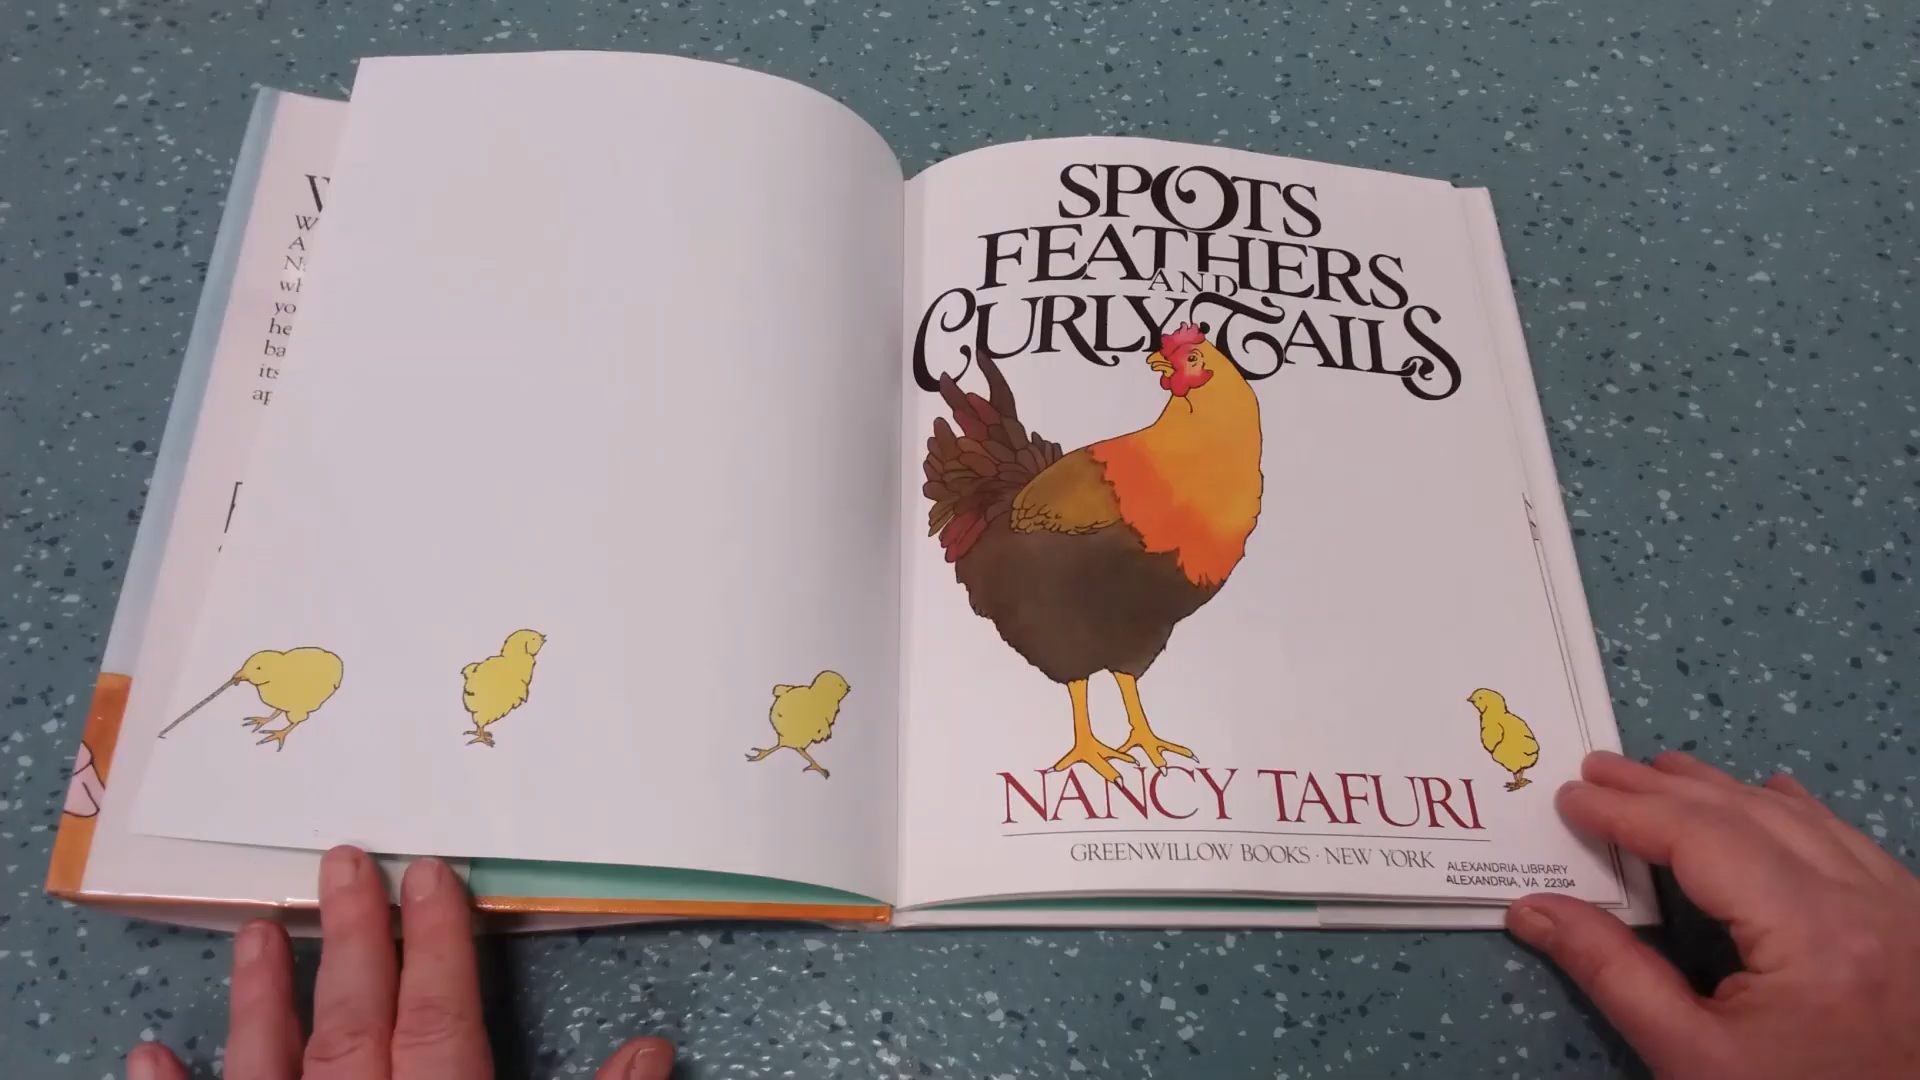 SPOTS
FEATHERS
AND
CURLY TAILS
NANCY TAFURI
GREENWILLOW BOOKS · NEW YORK
ALEXANDRIA LIBRARY
ALEXANDRIA, VA 22304